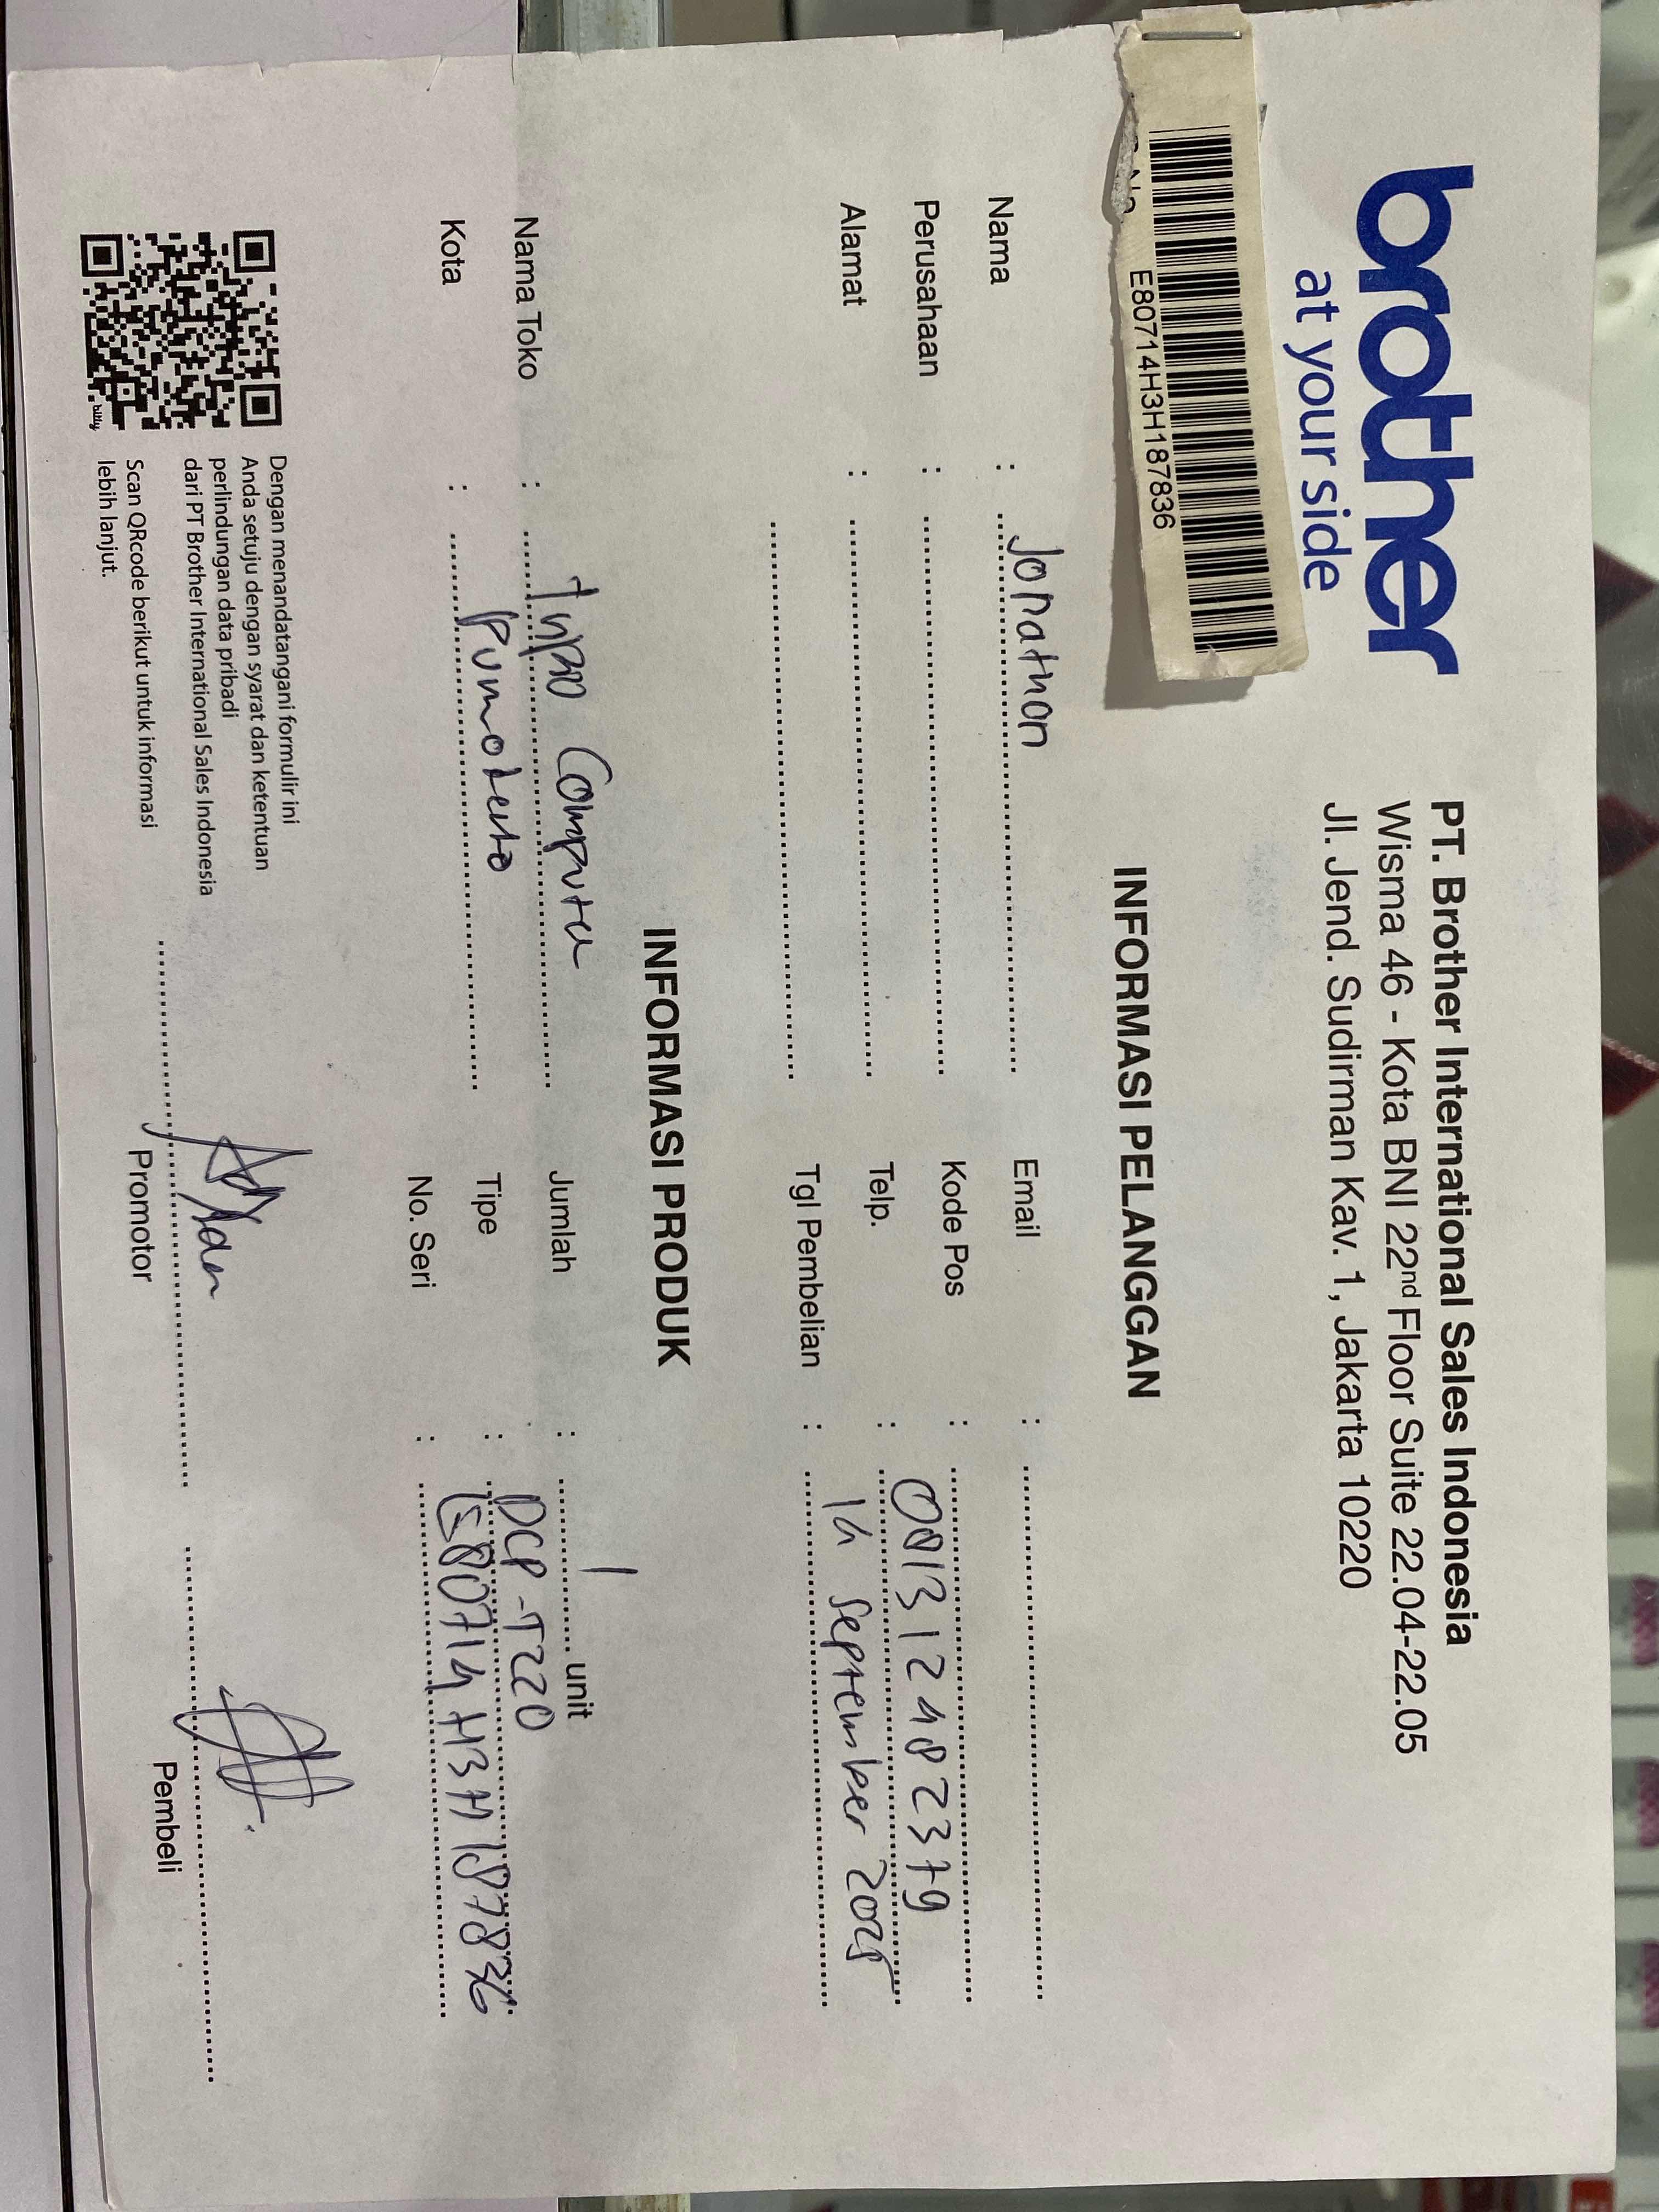 brother
at your side
PT. Brother International Sales Indonesia
Wisma 46 - Kota BNI 22nd Floor Suite 22.04-22.05
Jl. Jend. Sudirman Kav. 1, Jakarta 10220
E80714H3H187836
INFORMASI PELANGGAN
Nama : Jonathon
Perusahaan :
Alamat :
Email :
Kode Pos :
Telp. : 081312482379
Tgl Pembelian : 14 September 2025
INFORMASI PRODUK
Nama Toko : Computer
Kota :
Jumlah : 1 unit
Tipe : DCP-T220
No. Seri : E80714H3H187836
bitly
Dengan menandatangani formulir ini
Anda setuju dengan syarat dan ketentuan
perlindungan data pribadi
dari PT Brother International Sales Indonesia
Scan QRcode berikut untuk informasi
lebih lanjut.
Promotor
Pembeli